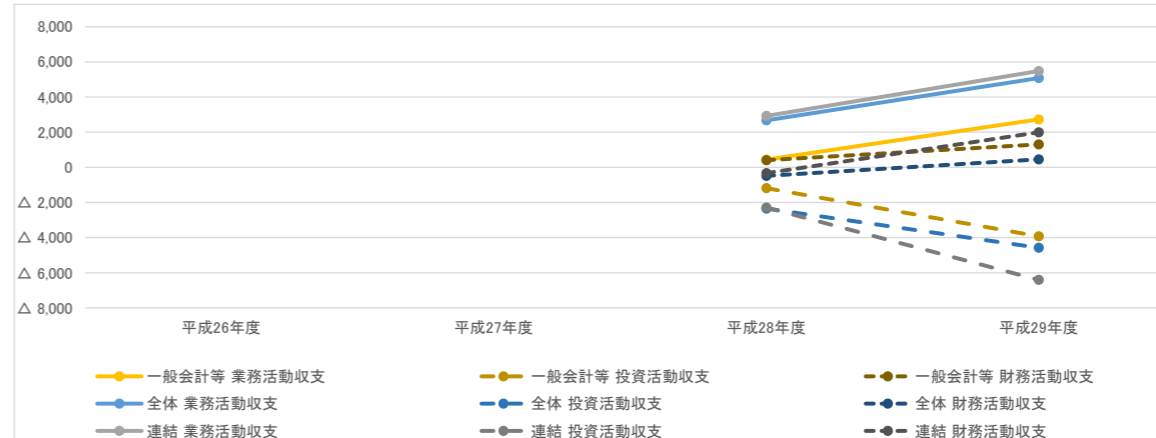 8,000
6,000
4,000
2,000
0
△ 2,000
△ 4,000
△ 6,000
△ 8,000
平成26年度 平成27年度 平成28年度 平成29年度
一般会計等 業務活動収支 一般会計等 投資活動収支 一般会計等 財務活動収支
全体 業務活動収支 全体 投資活動収支 全体 財務活動収支
連結 業務活動収支 連結 投資活動収支 連結 財務活動収支